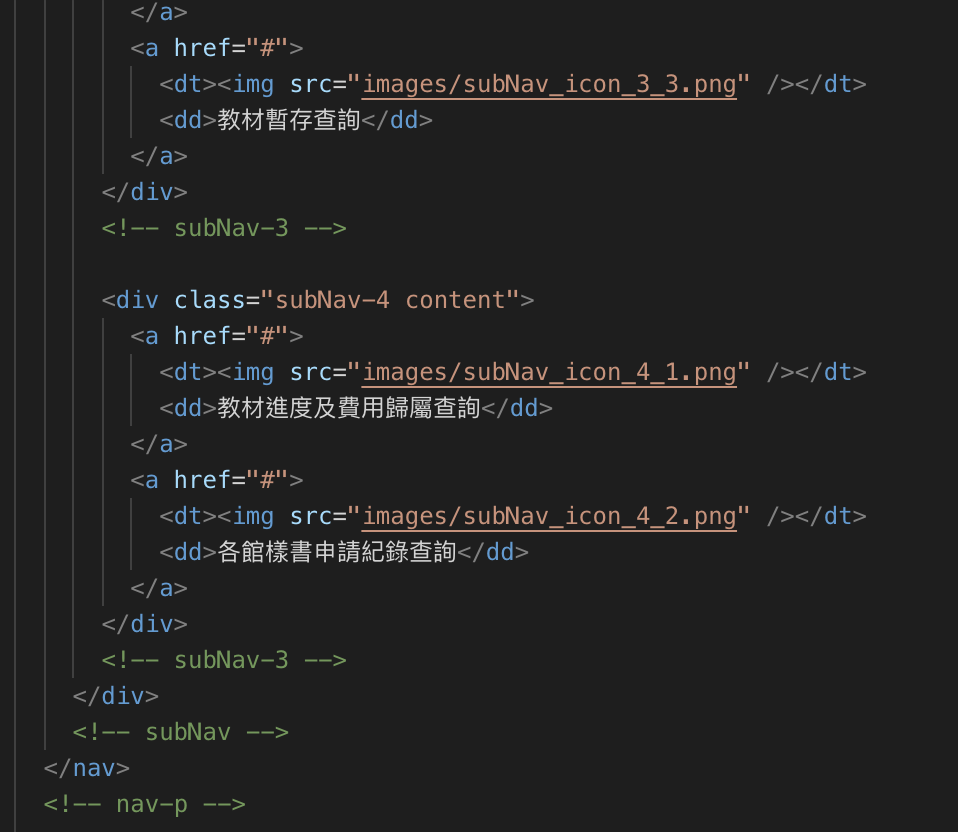 </a>
<a href="#">
<dt><img src="images/subNav_icon_3_3.png" /></dt>
<dd>教材暫存查詢</dd>
</a>
</div>
<!-- subNav-3 -->
<div class="subNav-4 content">
<a href="#">
<dt><img src="images/subNav_icon_4_1.png" /></dt>
<dd>教材進度及費用歸屬查詢</dd>
</a>
<a href="#">
<dt><img src="images/subNav_icon_4_2.png" /></dt>
<dd>各館樣書申請紀錄查詢</dd>
</a>
</div>
<!-- subNav-3 -->
</div>
<!-- subNav -->
</nav>
<!-- nav-p -->